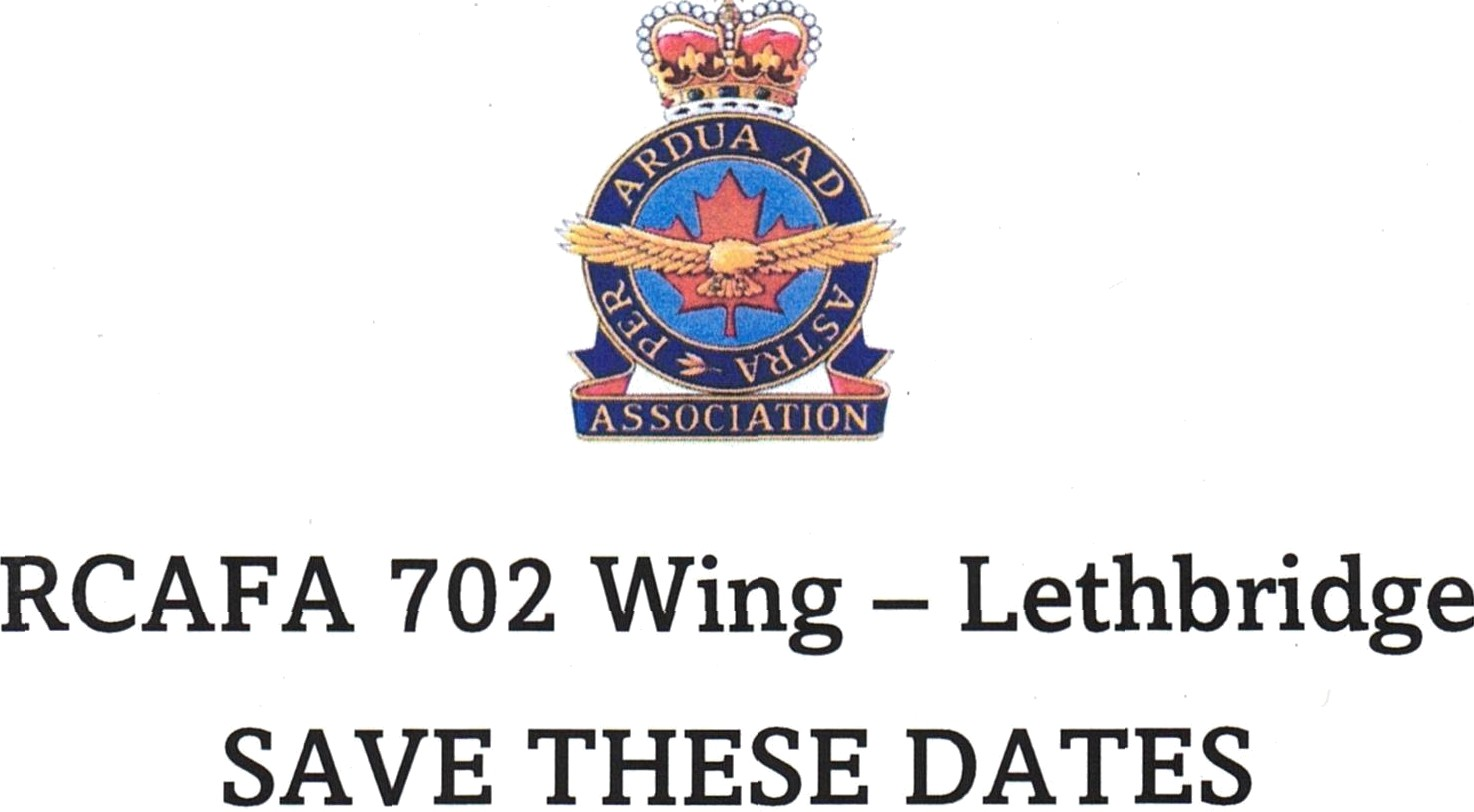 PER ARDUA AD ASTRA
ASSOCIATION
RCAFA 702 Wing – Lethbridge
SAVE THESE DATES